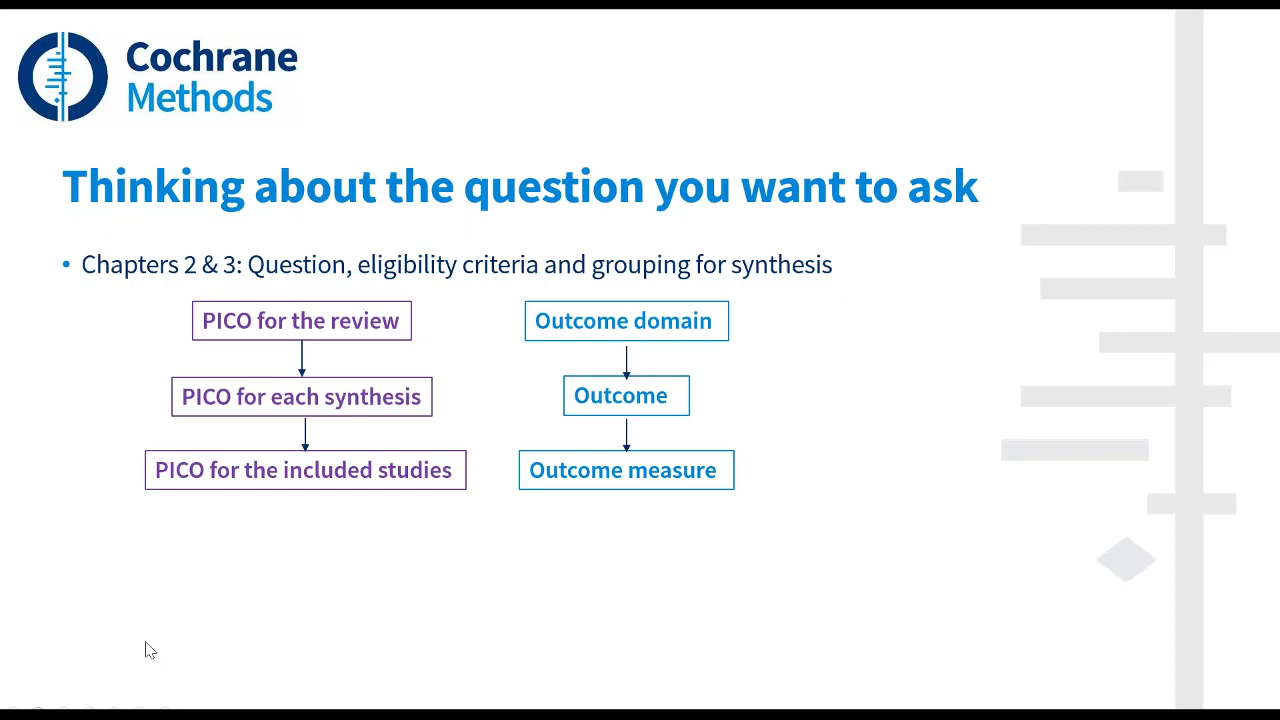 Cochrane
Methods
Thinking about the question you want to ask
• Chapters 2 & 3: Question, eligibility criteria and grouping for synthesis
PICO for the review
PICO for each synthesis
PICO for the included studies
Outcome domain
Outcome
Outcome measure